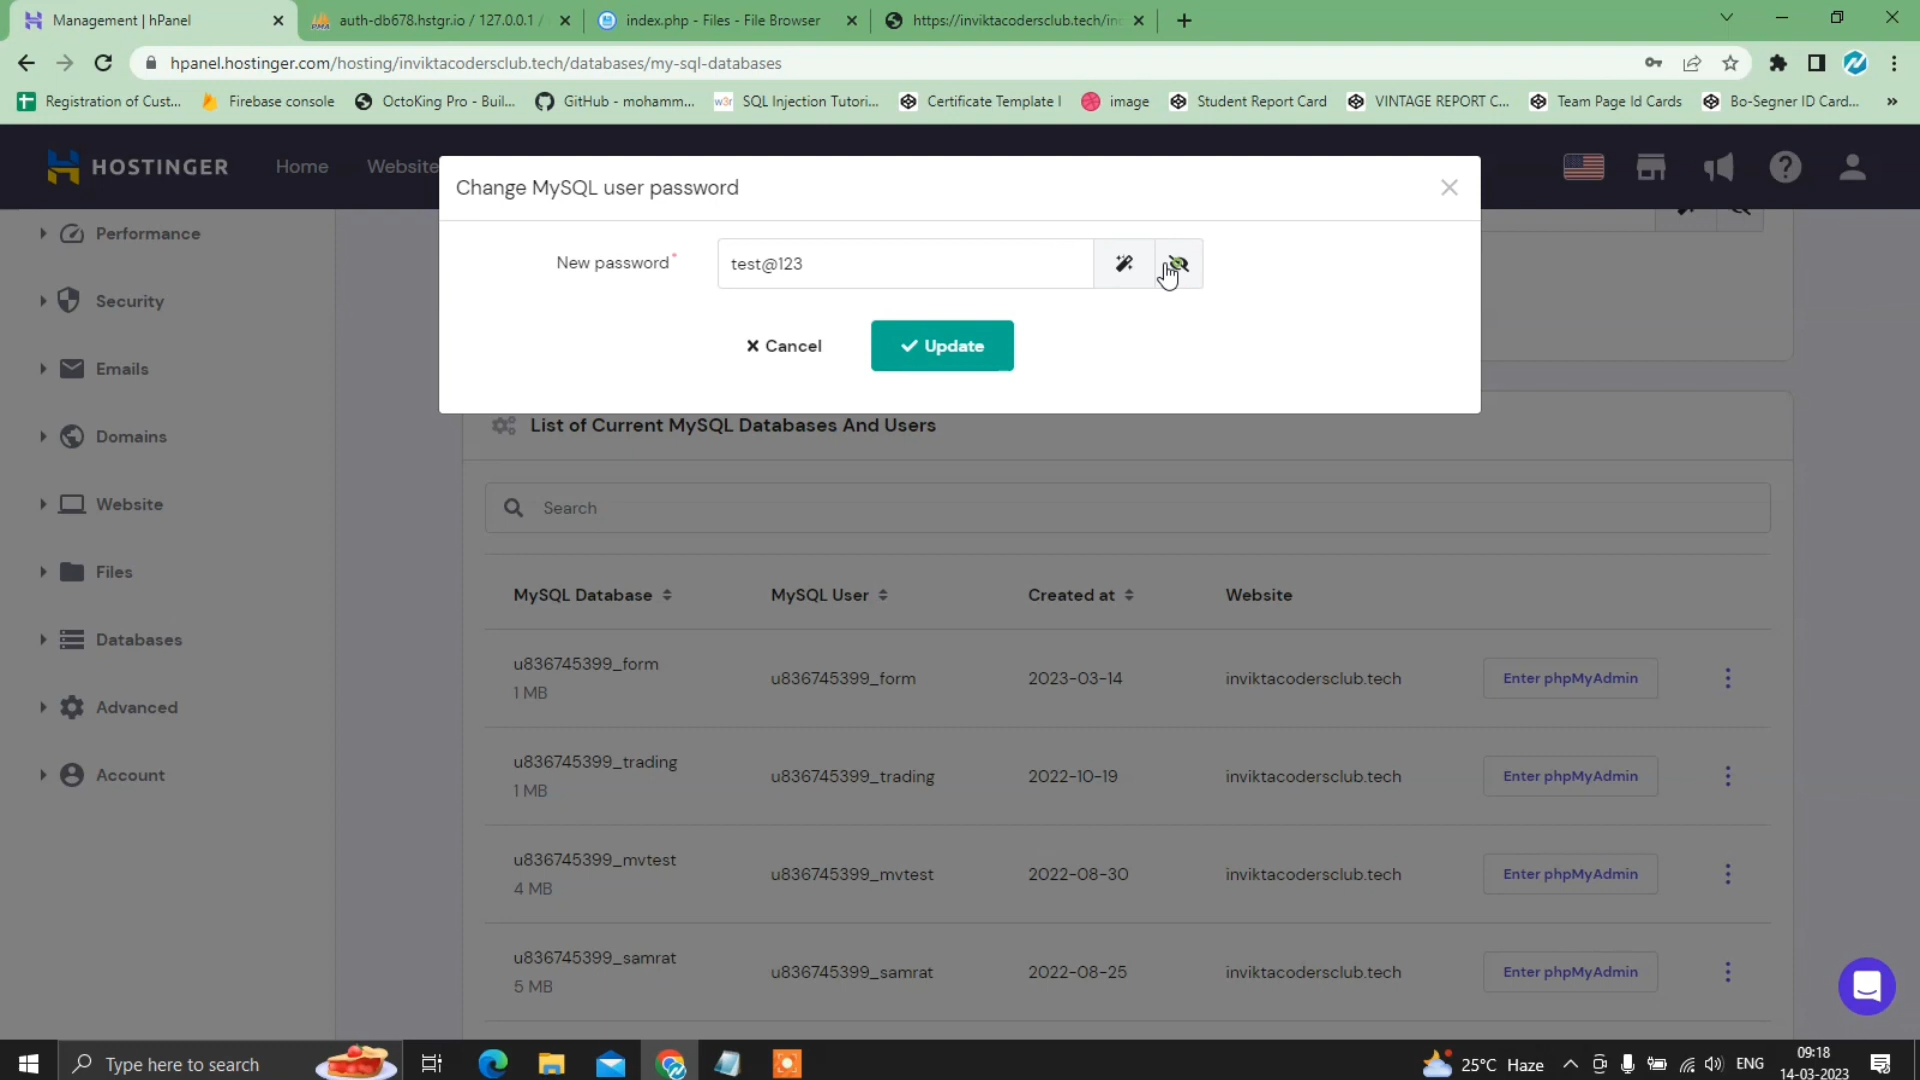 Management | hPanel
auth-db678.hstgr.io / 127.0.0.1 /
index.php - Files - File Browser
https://inviktacodersclub.tech/in
hpanel.hostinger.com/hosting/inviktacodersclub.tech/databases/my-sql-databases
Registration of Cust...
Firebase console
OctoKing Pro - Buil...
GitHub - mohamm...
w3r
SQL Injection Tutori...
Certificate Template I
image
Student Report Card
VINTAGE REPORT C...
Team Page Id Cards
Bo-Segner ID Card...
»
HOSTINGER
Home
Website
Change MySQL user password
New password*
test@123
Cancel
Update
Performance
Security
Emails
Domains
Website
Files
Databases
Advanced
Account
List of Current MySQL Databases And Users
Search
MySQL Database
MySQL User
Created at
Website
u836745399_form
1 MB
u836745399_form
2023-03-14
inviktacodersclub.tech
Enter phpMyAdmin
u836745399_trading
1 MB
u836745399_trading
2022-10-19
inviktacodersclub.tech
Enter phpMyAdmin
u836745399_mvtest
4 MB
u836745399_mvtest
2022-08-30
inviktacodersclub.tech
Enter phpMyAdmin
u836745399_samrat
5 MB
u836745399_samrat
2022-08-25
inviktacodersclub.tech
Enter phpMyAdmin
Type here to search
25°C Haze
ENG
09:18
14-03-2023